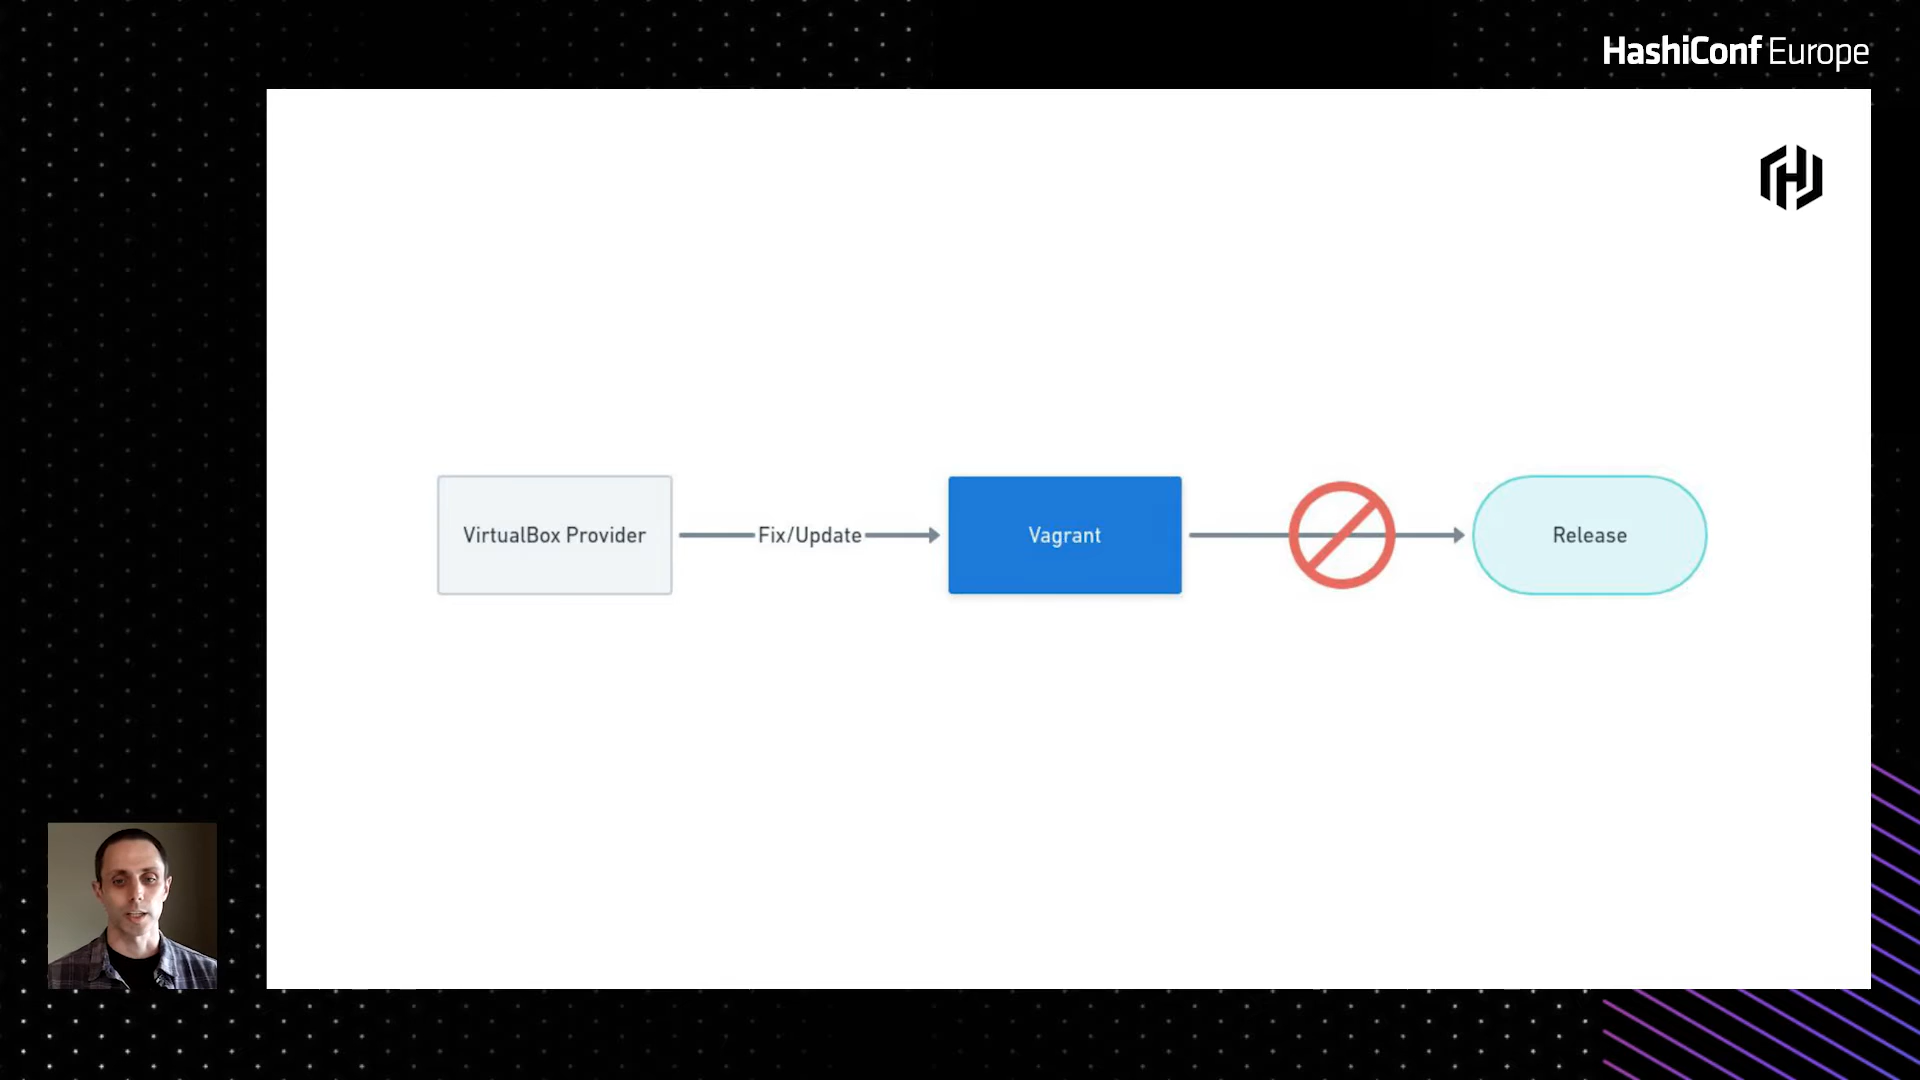 HashiConf Europe
VirtualBox Provider
Fix/Update
Vagrant
Release